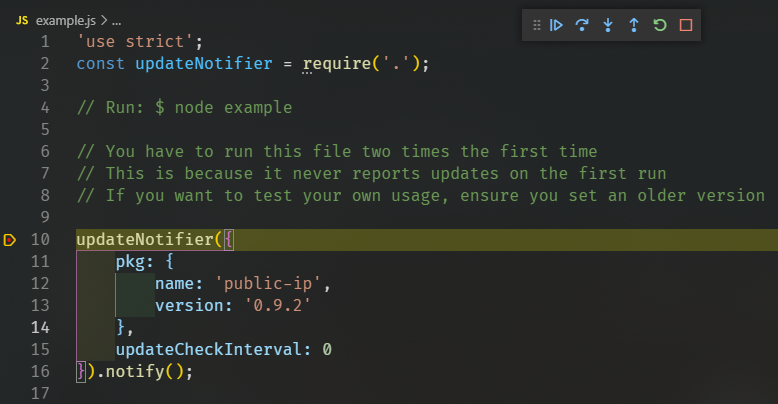 JS example.js > ...
1 'use strict';
2 const updateNotifier = require('.');
3
4 // Run: $ node example
5
6 // You have to run this file two times the first time
7 // This is because it never reports updates on the first run
8 // If you want to test your own usage, ensure you set an older version
9
10 updateNotifier({
11     pkg: {
12         name: 'public-ip',
13         version: '0.9.2'
14     },
15     updateCheckInterval: 0
16 }).notify();
17